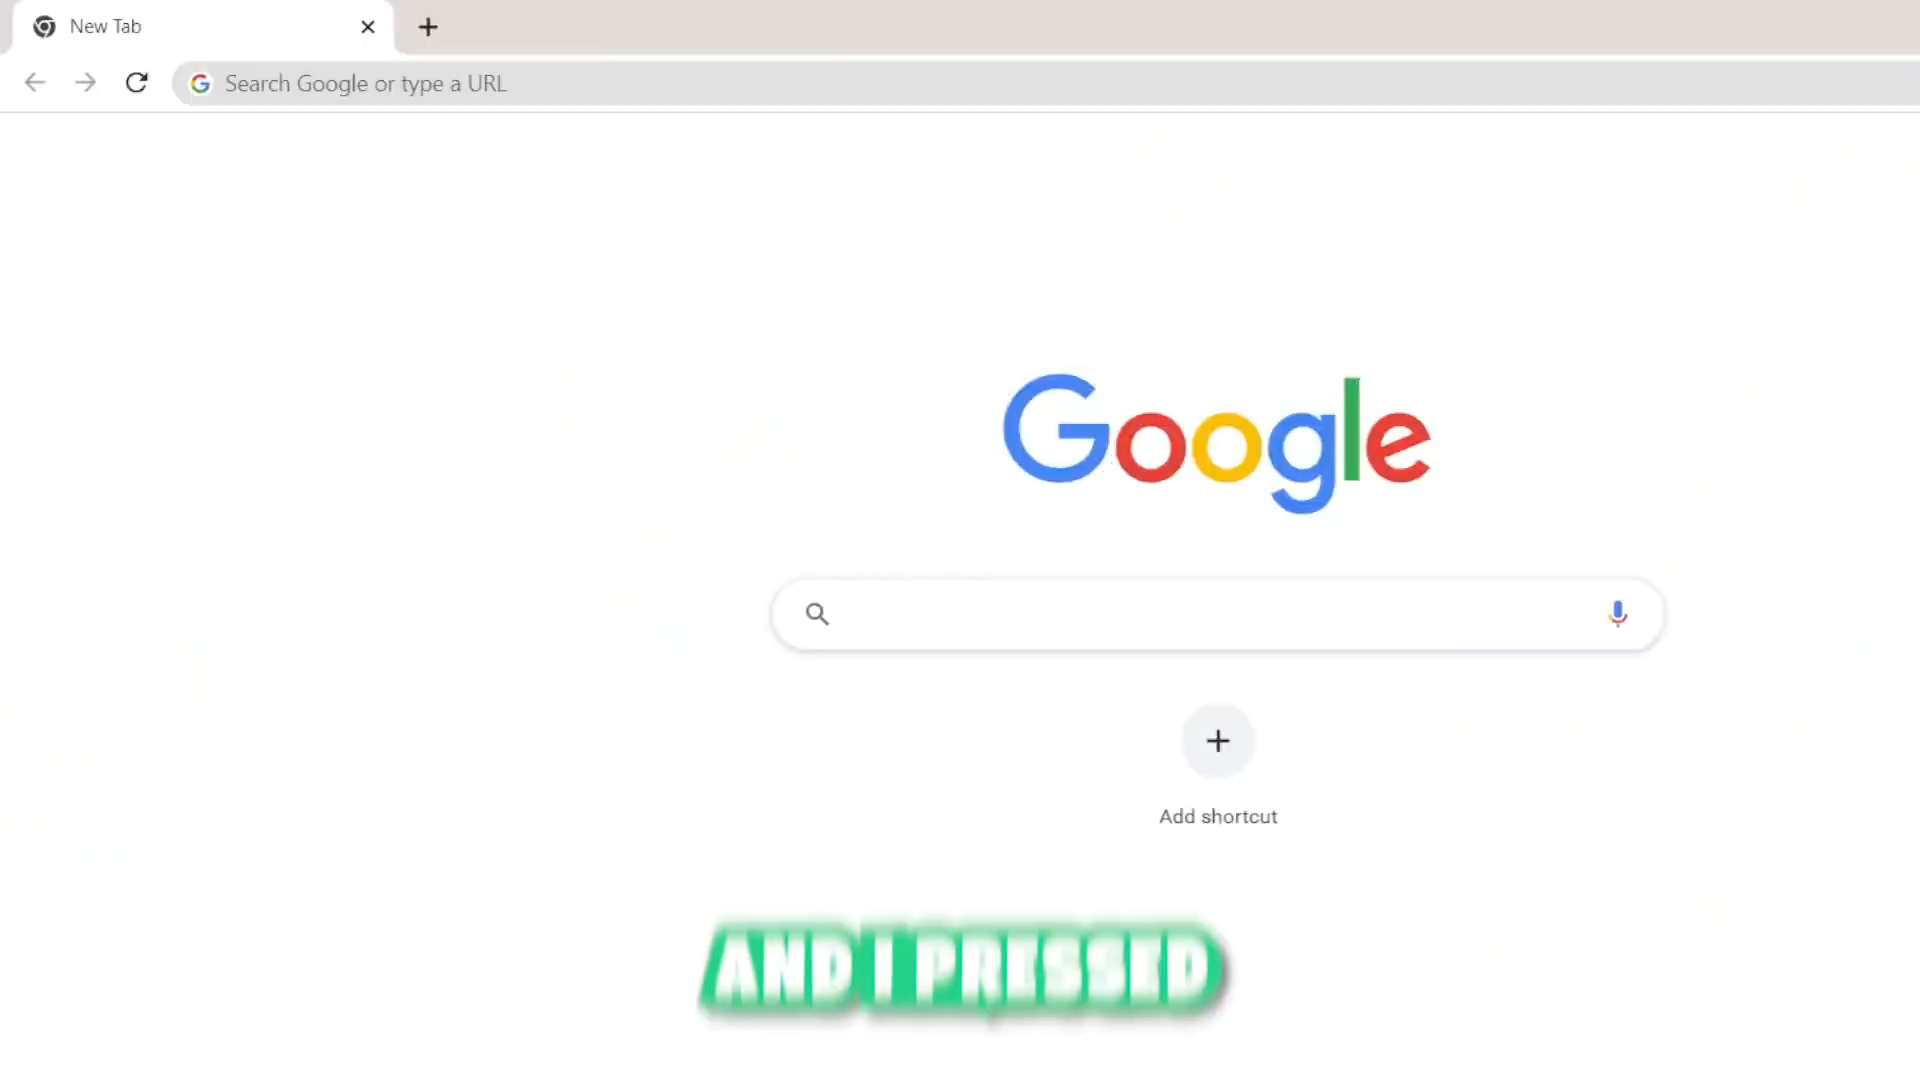 New Tab
Search Google or type a URL
Google
Add shortcut
AND I PRESSED